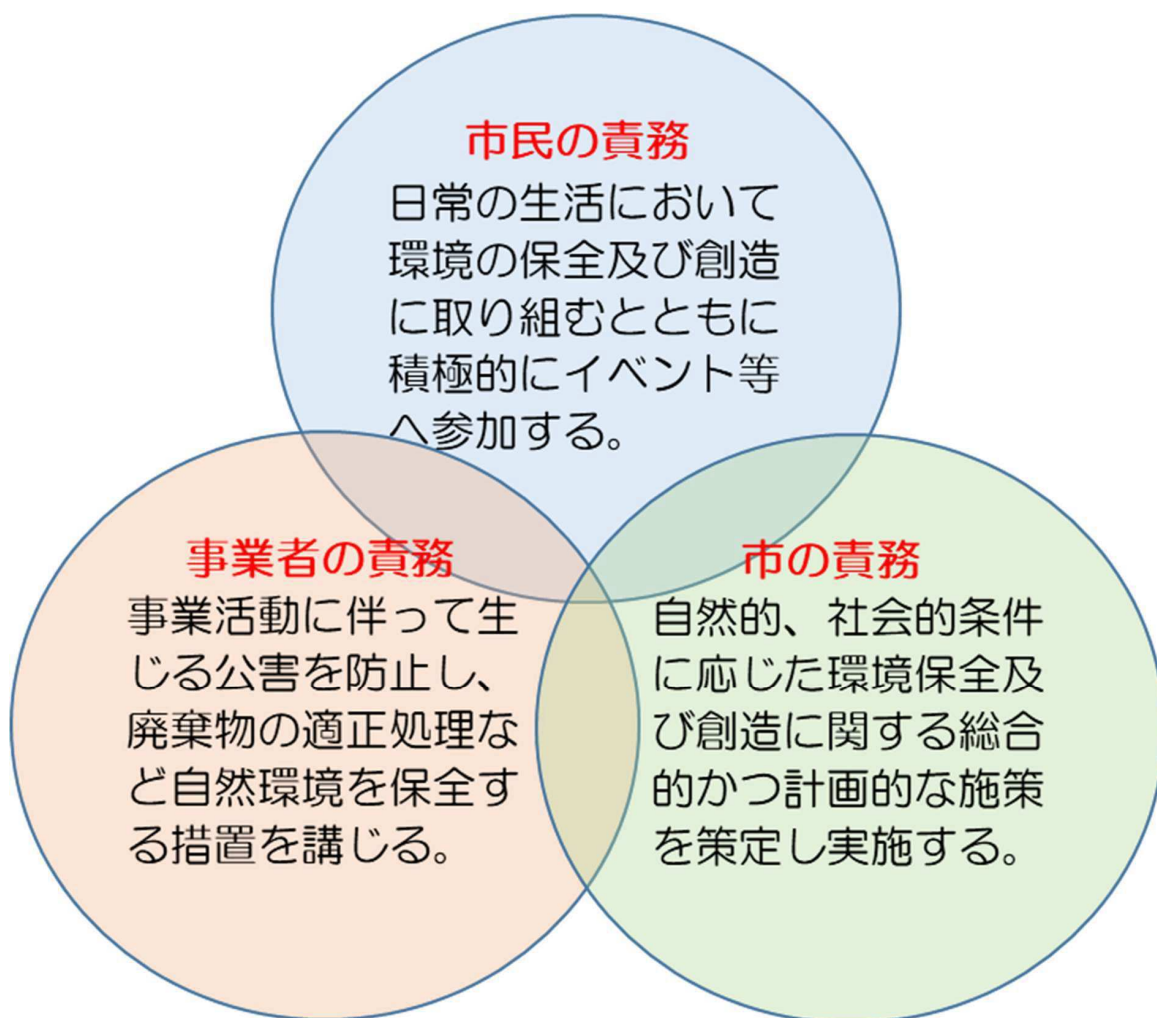 市民の責務
日常の生活において
環境の保全及び創造
に取り組むとともに
積極的にイベント等
へ参加する。
事業者の責務
事業活動に伴って生
じる公害を防止し、
廃棄物の適正処理な
ど自然環境を保全す
る措置を講じる。
市の責務
自然的、社会的条件
に応じた環境保全及
び創造に関する総合
的かつ計画的な施策
を策定し実施する。